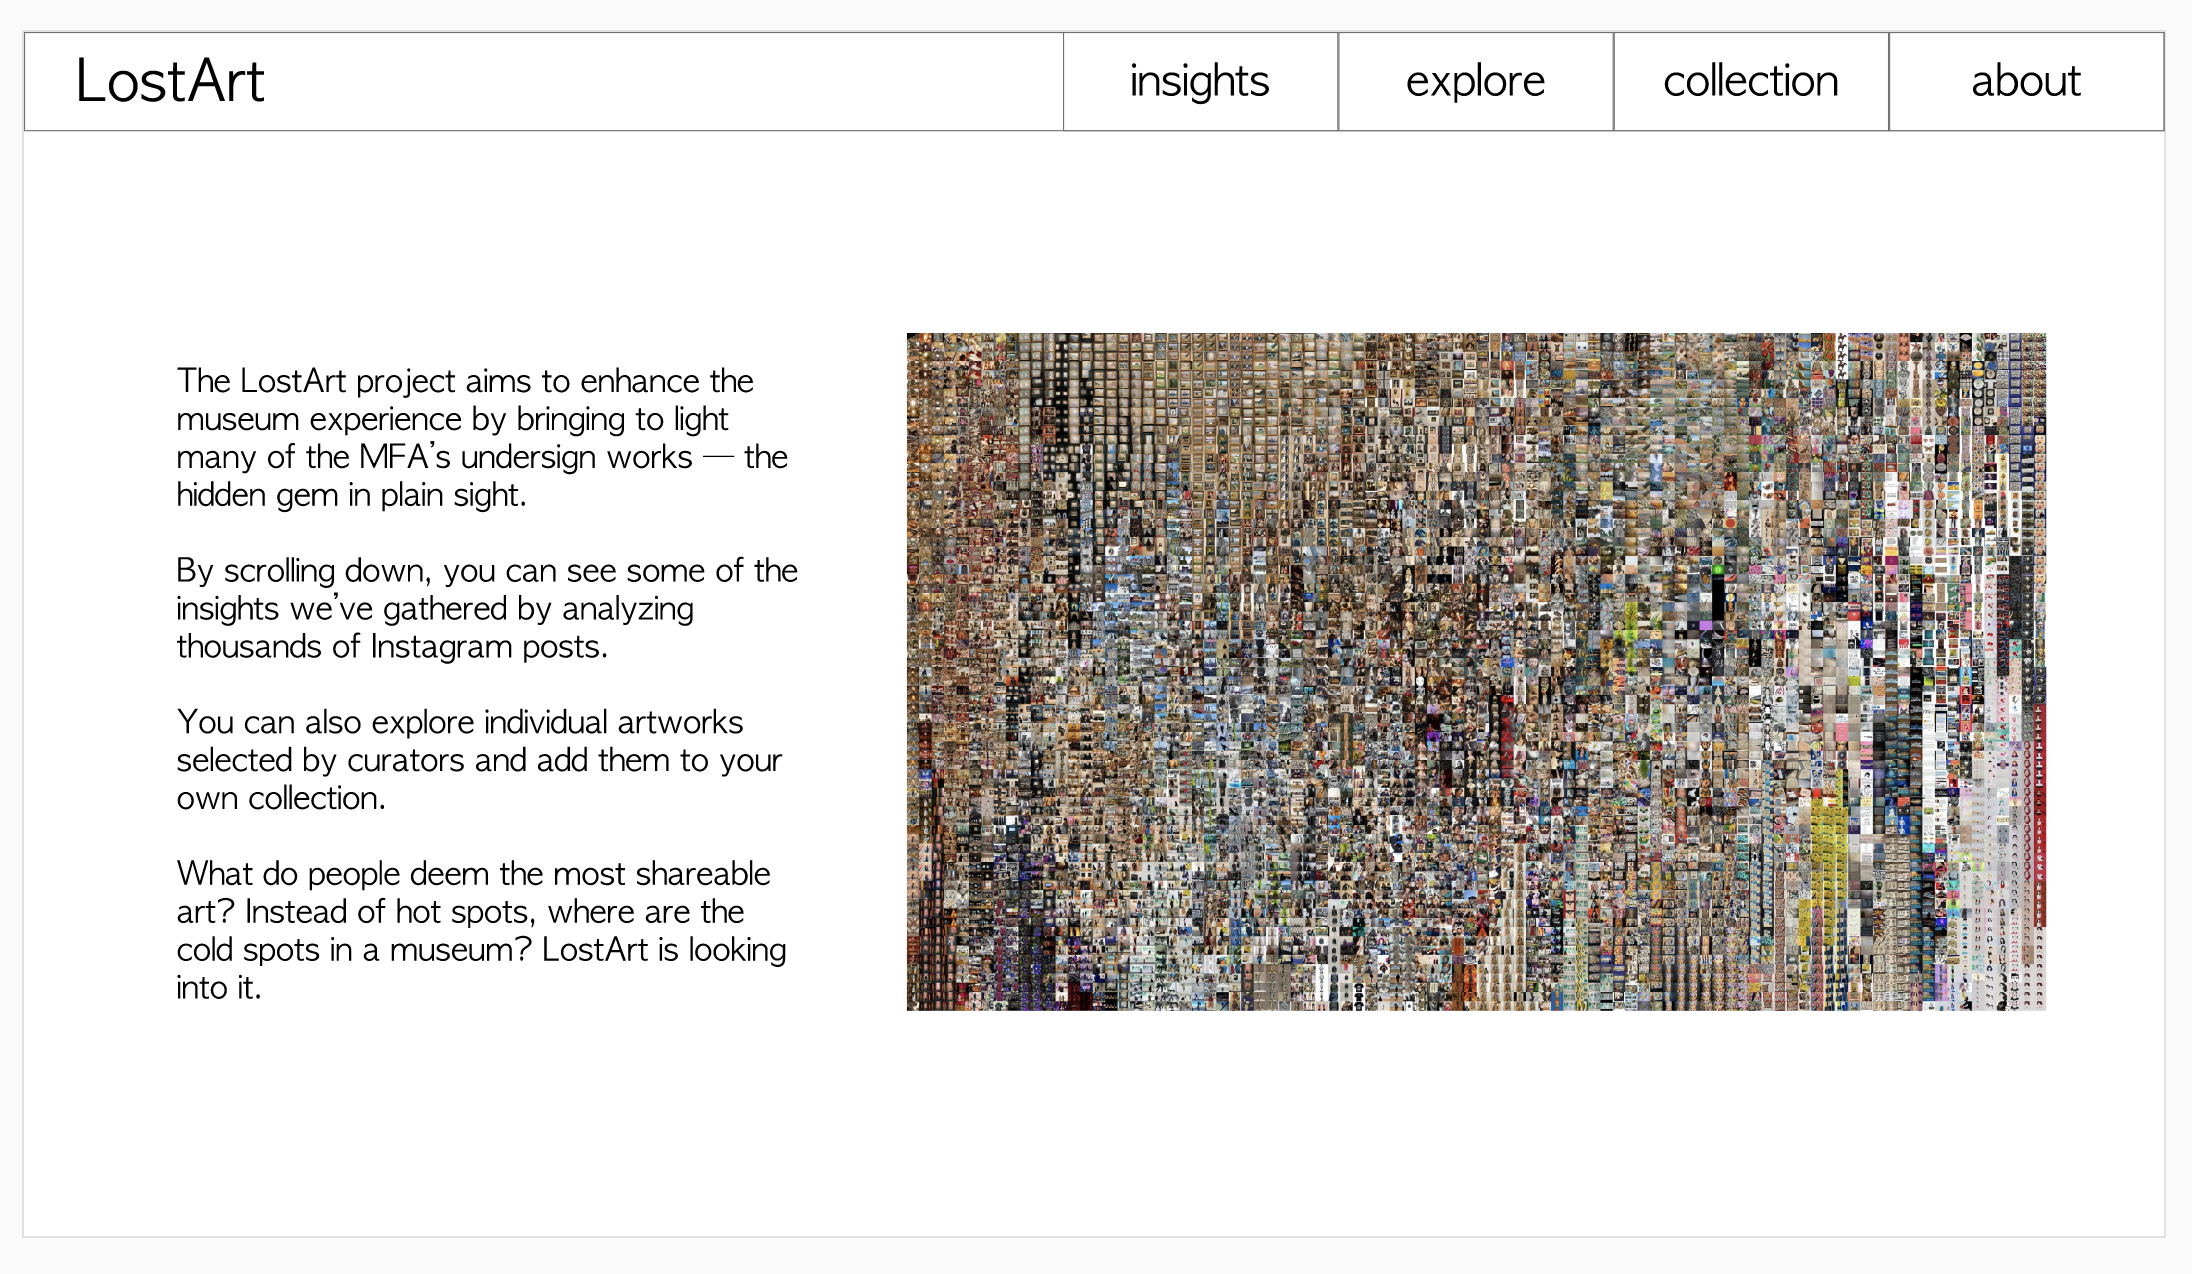 LostArt
insights
explore
collection
about
The LostArt project aims to enhance the
museum experience by bringing to light
many of the MFA’s undersign works — the
hidden gem in plain sight.
By scrolling down, you can see some of the
insights we’ve gathered by analyzing
thousands of Instagram posts.
You can also explore individual artworks
selected by curators and add them to your
own collection.
What do people deem the most shareable
art? Instead of hot spots, where are the
cold spots in a museum? LostArt is looking
into it.